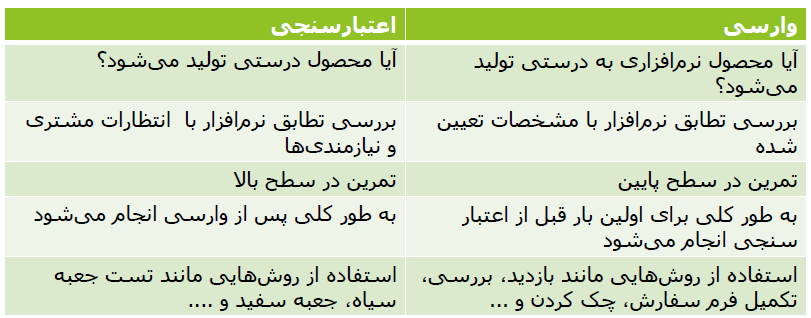 وارسی
اعتبارسنجی
آیا محصول نرم‌افزاری به درستی تولید
می‌شود؟
آیا محصول درستی تولید می‌شود؟
بررسی تطابق نرم‌افزار با مشخصات تعیین
شده
بررسی تطابق نرم‌افزار با انتظارات مشتری
و نیازمندی‌ها
تمرین در سطح پایین
تمرین در سطح بالا
به طور کلی برای اولین بار قبل از اعتبار
سنجی انجام می‌شود
به طور کلی پس از وارسی انجام می‌شود
استفاده از روش‌هایی مانند بازدید، بررسی،
تکمیل فرم سفارش، چک کردن و ...
استفاده از روش‌هایی مانند تست جعبه
سیاه، جعبه سفید و ....